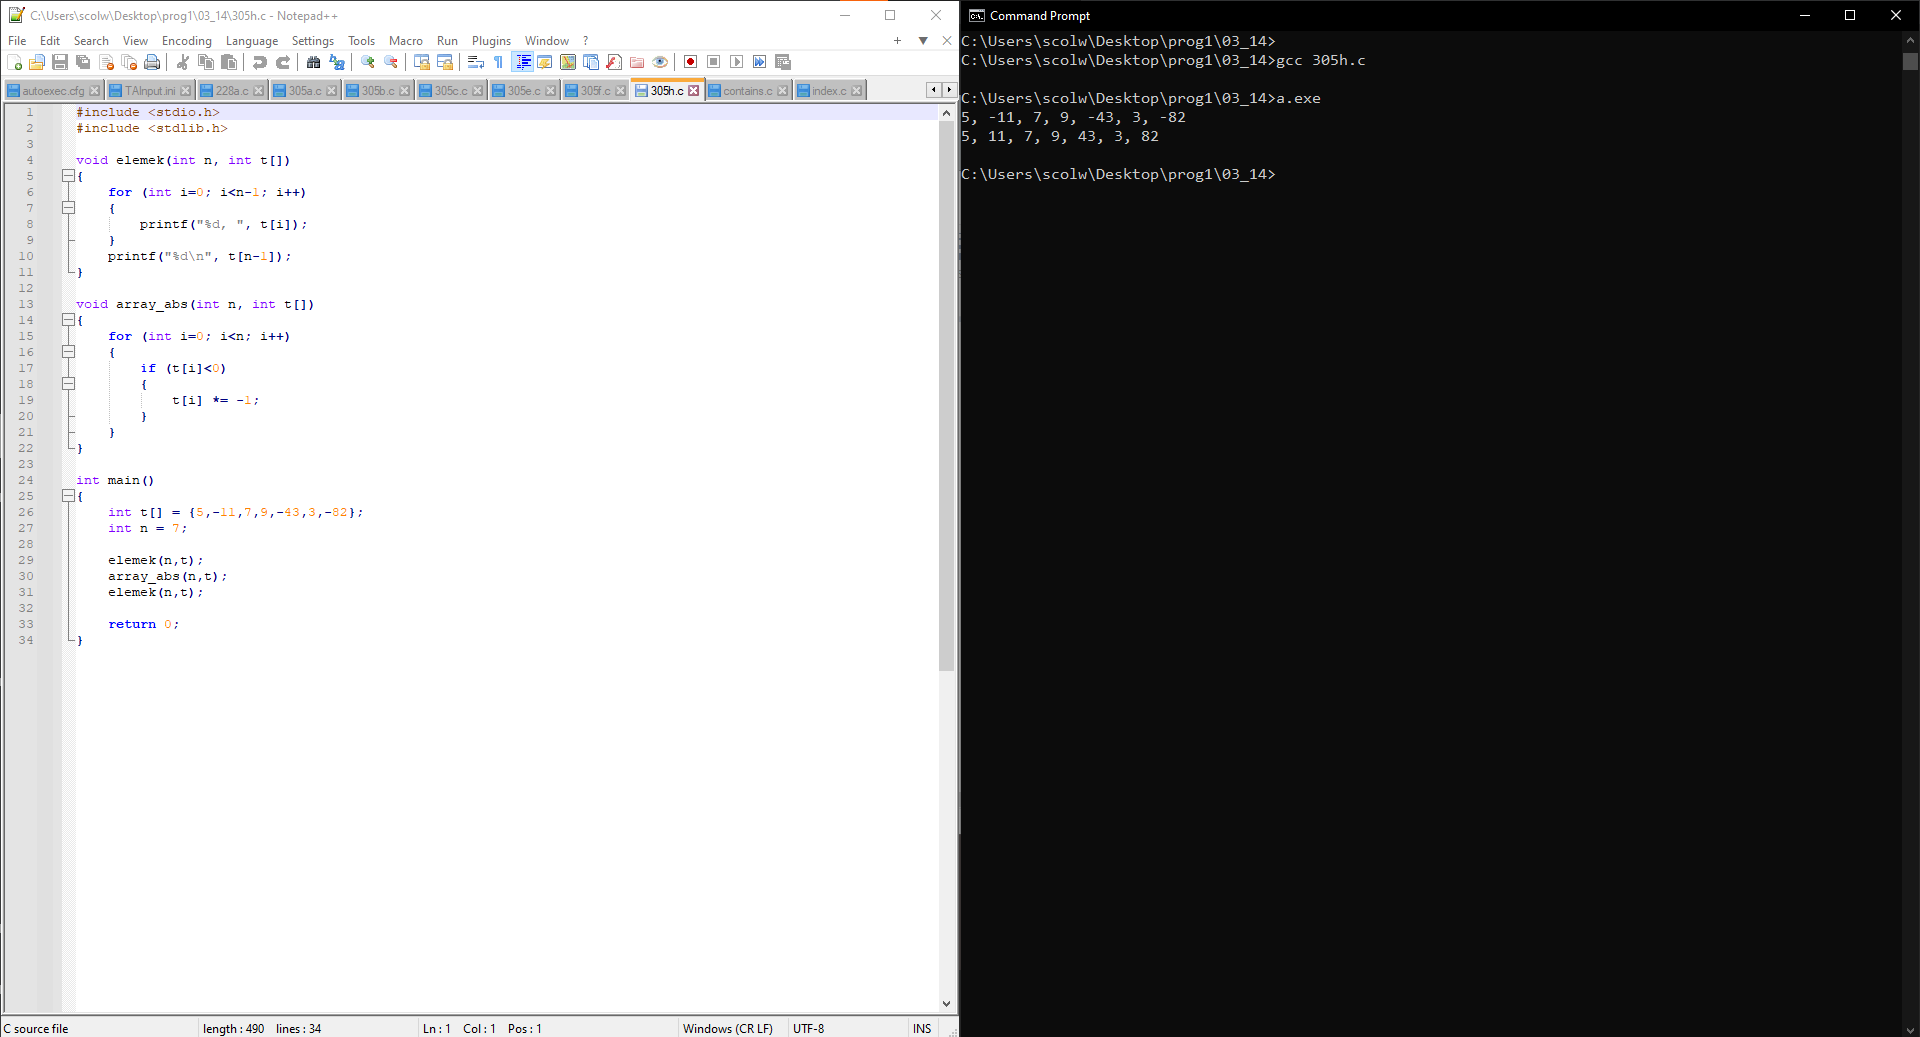 C:\Users\scolw\Desktop\prog1\03_14\305h.c - Notepad++
File Edit Search View Encoding Language Settings Tools Macro Run Plugins Window ?
autoexec.cfg TAInput.ini 228a.c 305a.c 305b.c 305c.c 305e.c 305f.c 305h.c contains.c index.c
1 #include <stdio.h>
2 #include <stdlib.h>
3
4 void elemek(int n, int t[])
5 {
6 for (int i=0; i<n-1; i++)
7 {
8 printf("%d, ", t[i]);
9 }
10 printf("%d\n", t[n-1]);
11 }
12
13 void array_abs(int n, int t[])
14 {
15 for (int i=0; i<n; i++)
16 {
17 if (t[i]<0)
18 {
19 t[i] *= -1;
20 }
21 }
22 }
23
24 int main()
25 {
26 int t[] = {5,-11,7,9,-43,3,-82};
27 int n = 7;
28
29 elemek(n,t);
30 array_abs(n,t);
31 elemek(n,t);
32
33 return 0;
34 }
C source file length : 490 lines : 34 Ln : 1 Col : 1 Pos : 1 Windows (CR LF) UTF-8 INS
Command Prompt
C:\Users\scolw\Desktop\prog1\03_14>
C:\Users\scolw\Desktop\prog1\03_14>gcc 305h.c
C:\Users\scolw\Desktop\prog1\03_14>a.exe
5, -11, 7, 9, -43, 3, -82
5, 11, 7, 9, 43, 3, 82
C:\Users\scolw\Desktop\prog1\03_14>